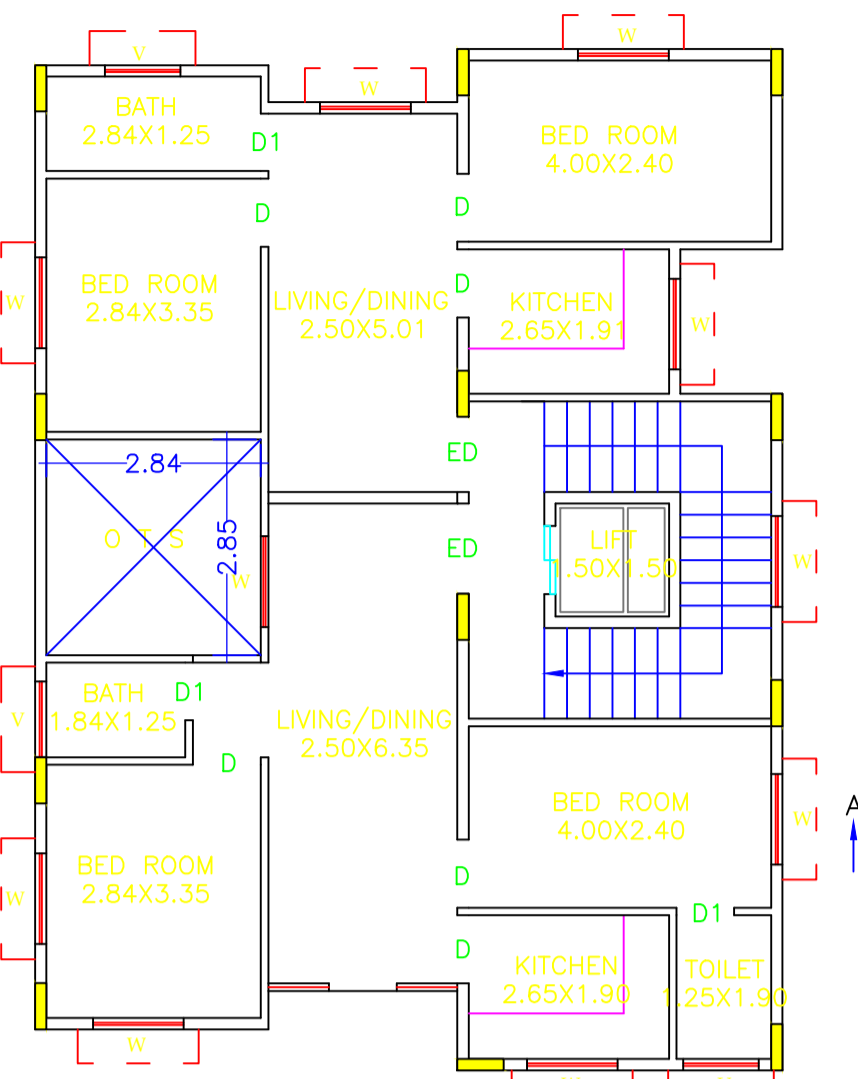 V
W
W
BATH
2.84X1.25
D1
BED ROOM
4.00X2.40
D
D
W
BED ROOM
2.84X3.35
LIVING/DINING
2.50X5.01
D
KITCHEN
2.65X1.91
W
2.84
ED
O T S
2.85
W
ED
LIFT
1.50X1.50
W
V
BATH
1.84X1.25
D1
D
LIVING/DINING
2.50X6.35
BED ROOM
4.00X2.40
W
A
W
BED ROOM
2.84X3.35
D
D1
D
KITCHEN
2.65X1.90
TOILET
1.25X1.90
W